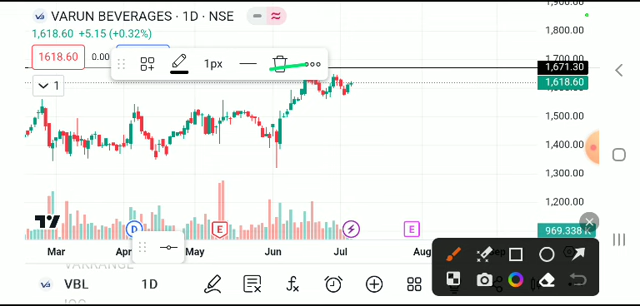 VARUN BEVERAGES · 1D · NSE
1,618.60 +5.15 (+0.32%)
1618.60 0.00
1px
1
1,800.00
1,700.00
1,671.30
1,618.60
1,500.00
1,400.00
1,300.00
1,200.00
969.338K
D E E
Mar Apr May Jun Jul Aug Sep
VBL 1D